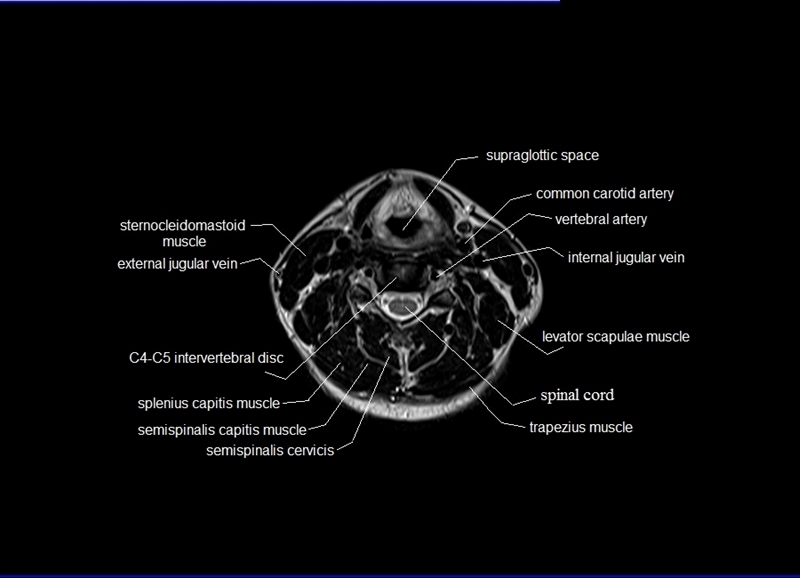 supraglottic space
common carotid artery
vertebral artery
sternocleidomastoid
muscle
external jugular vein
internal jugular vein
levator scapulae muscle
C4-C5 intervertebral disc
spinal cord
splenius capitis muscle
trapezius muscle
semispinalis capitis muscle
semispinalis cervicis